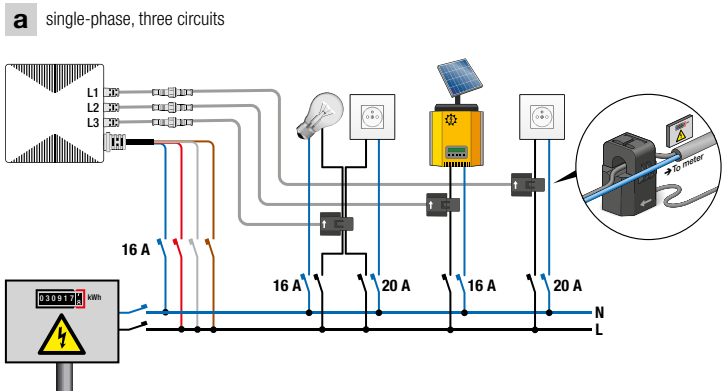 a single-phase, three circuits
L1
L2
L3
16 A
16 A
20 A
16 A
20 A
→To meter
030917
kWh
N
L